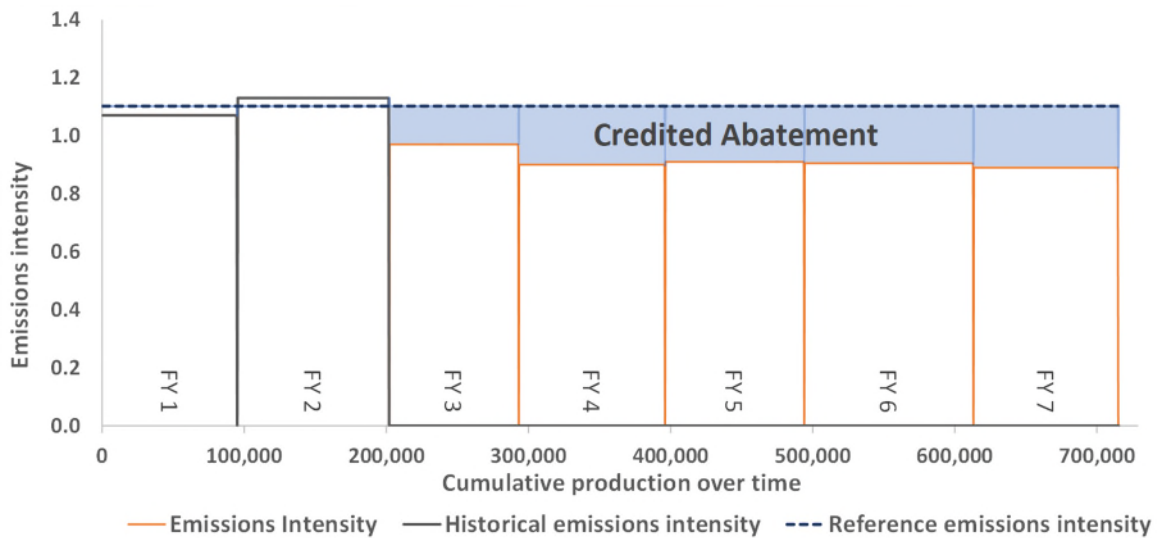 1.4
1.2
1.0
0.8
0.6
0.4
0.2
0.0
Emissions intensity
Credited Abatement
FY 1
FY 2
FY 3
FY 4
FY 5
FY 6
FY 7
0 100,000 200,000 300,000 400,000 500,000 600,000 700,000
Cumulative production over time
Emissions Intensity Historical emissions intensity Reference emissions intensity